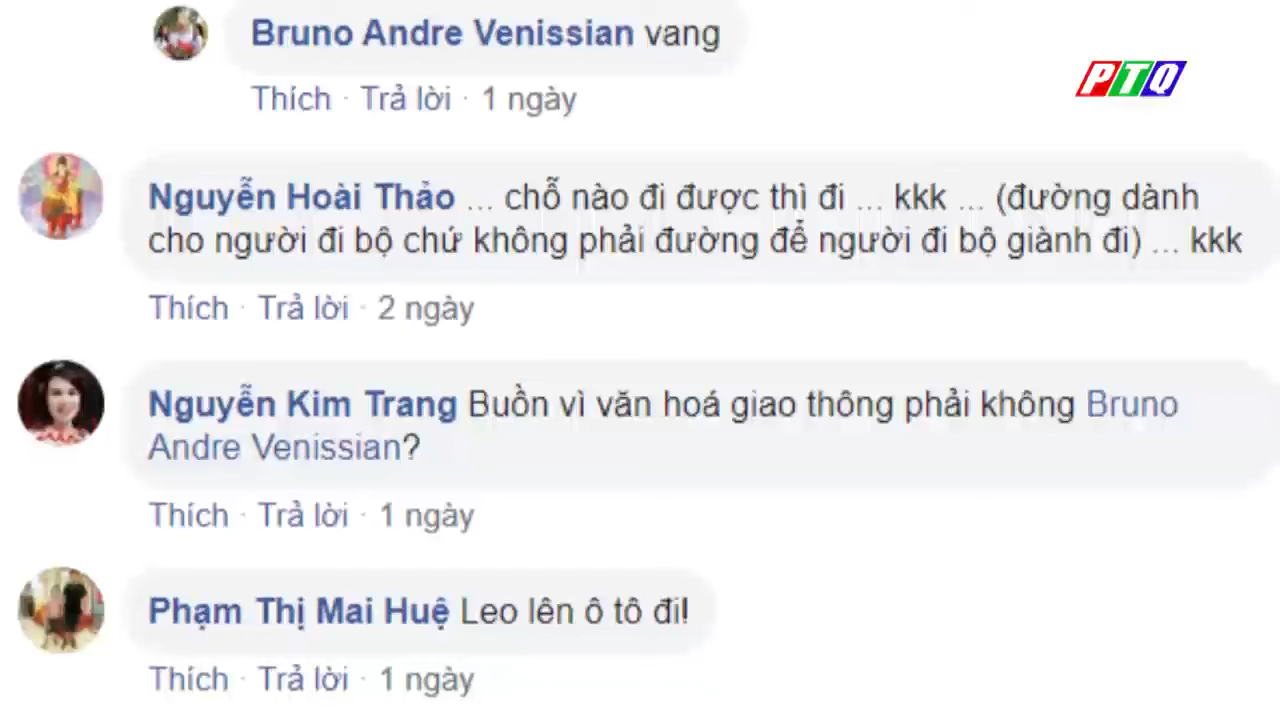 Bruno Andre Venissian vang
PTQ
Thích · Trả lời · 1 ngày
Nguyễn Hoài Thảo ... chỗ nào đi được thì đi ... kkk ... (đường dành
cho người đi bộ chứ không phải đường để người đi bộ giành đi) ... kkk
Thích · Trả lời · 2 ngày
Nguyễn Kim Trang Buồn vì văn hoá giao thông phải không Bruno
Andre Venissian?
Thích · Trả lời · 1 ngày
Phạm Thị Mai Huệ Leo lên ô tô đi!
Thích · Trả lời · 1 ngày